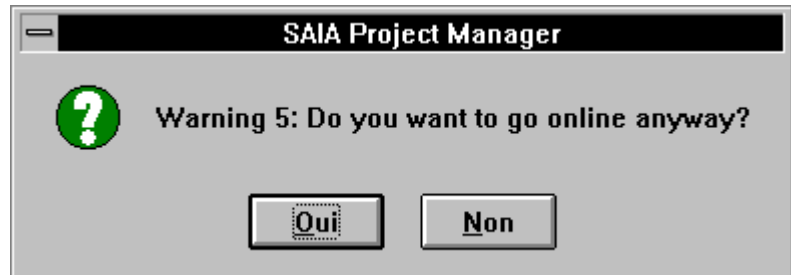 SAIA Project Manager
Warning 5: Do you want to go online anyway?
Oui Non